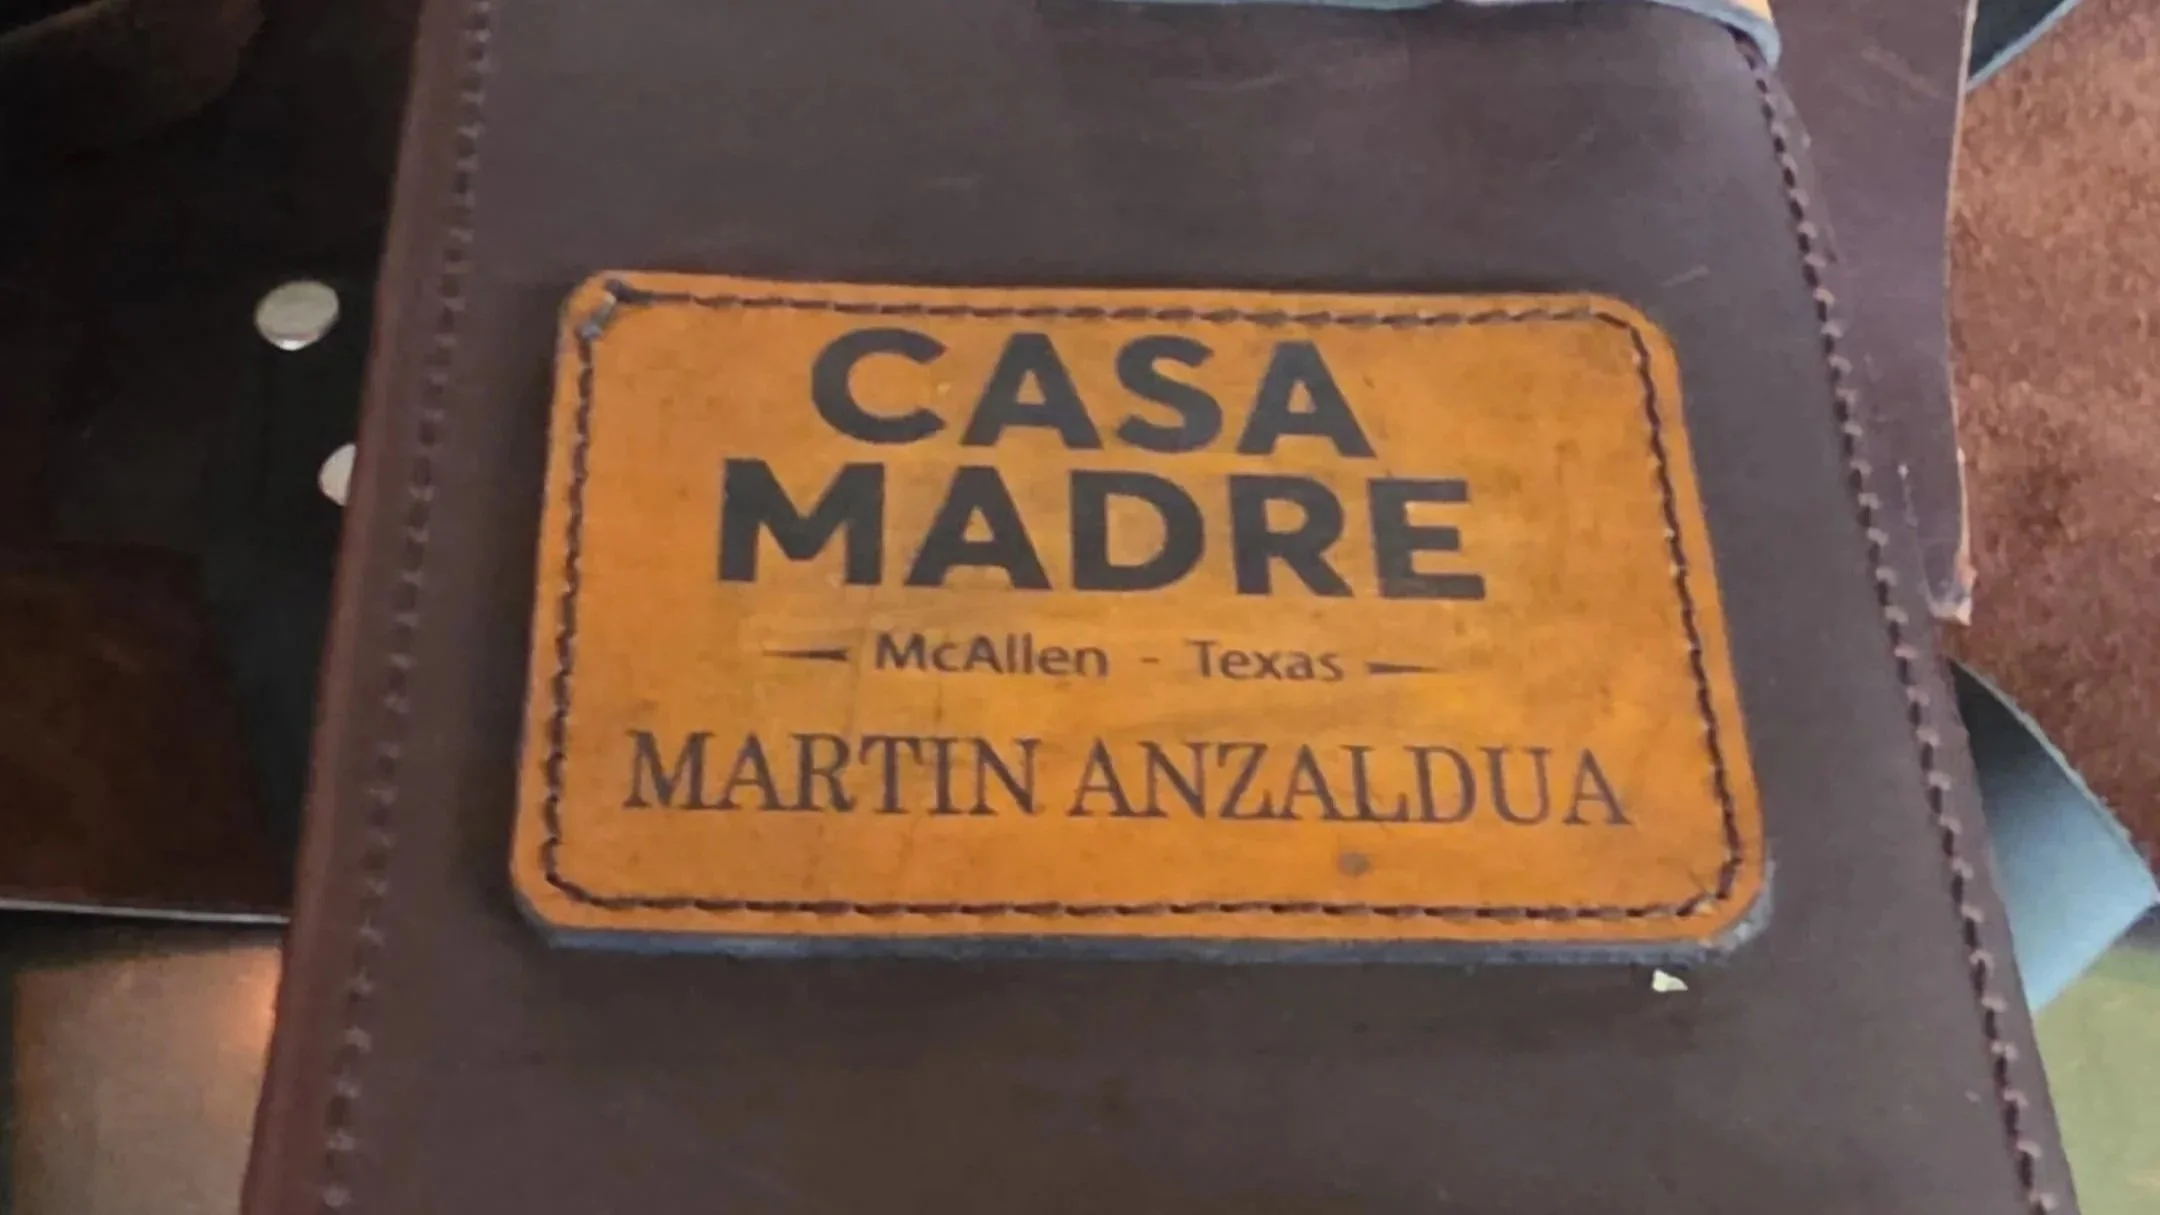 CASA
MADRE
McAllen - Texas
MARTIN ANZALDUA